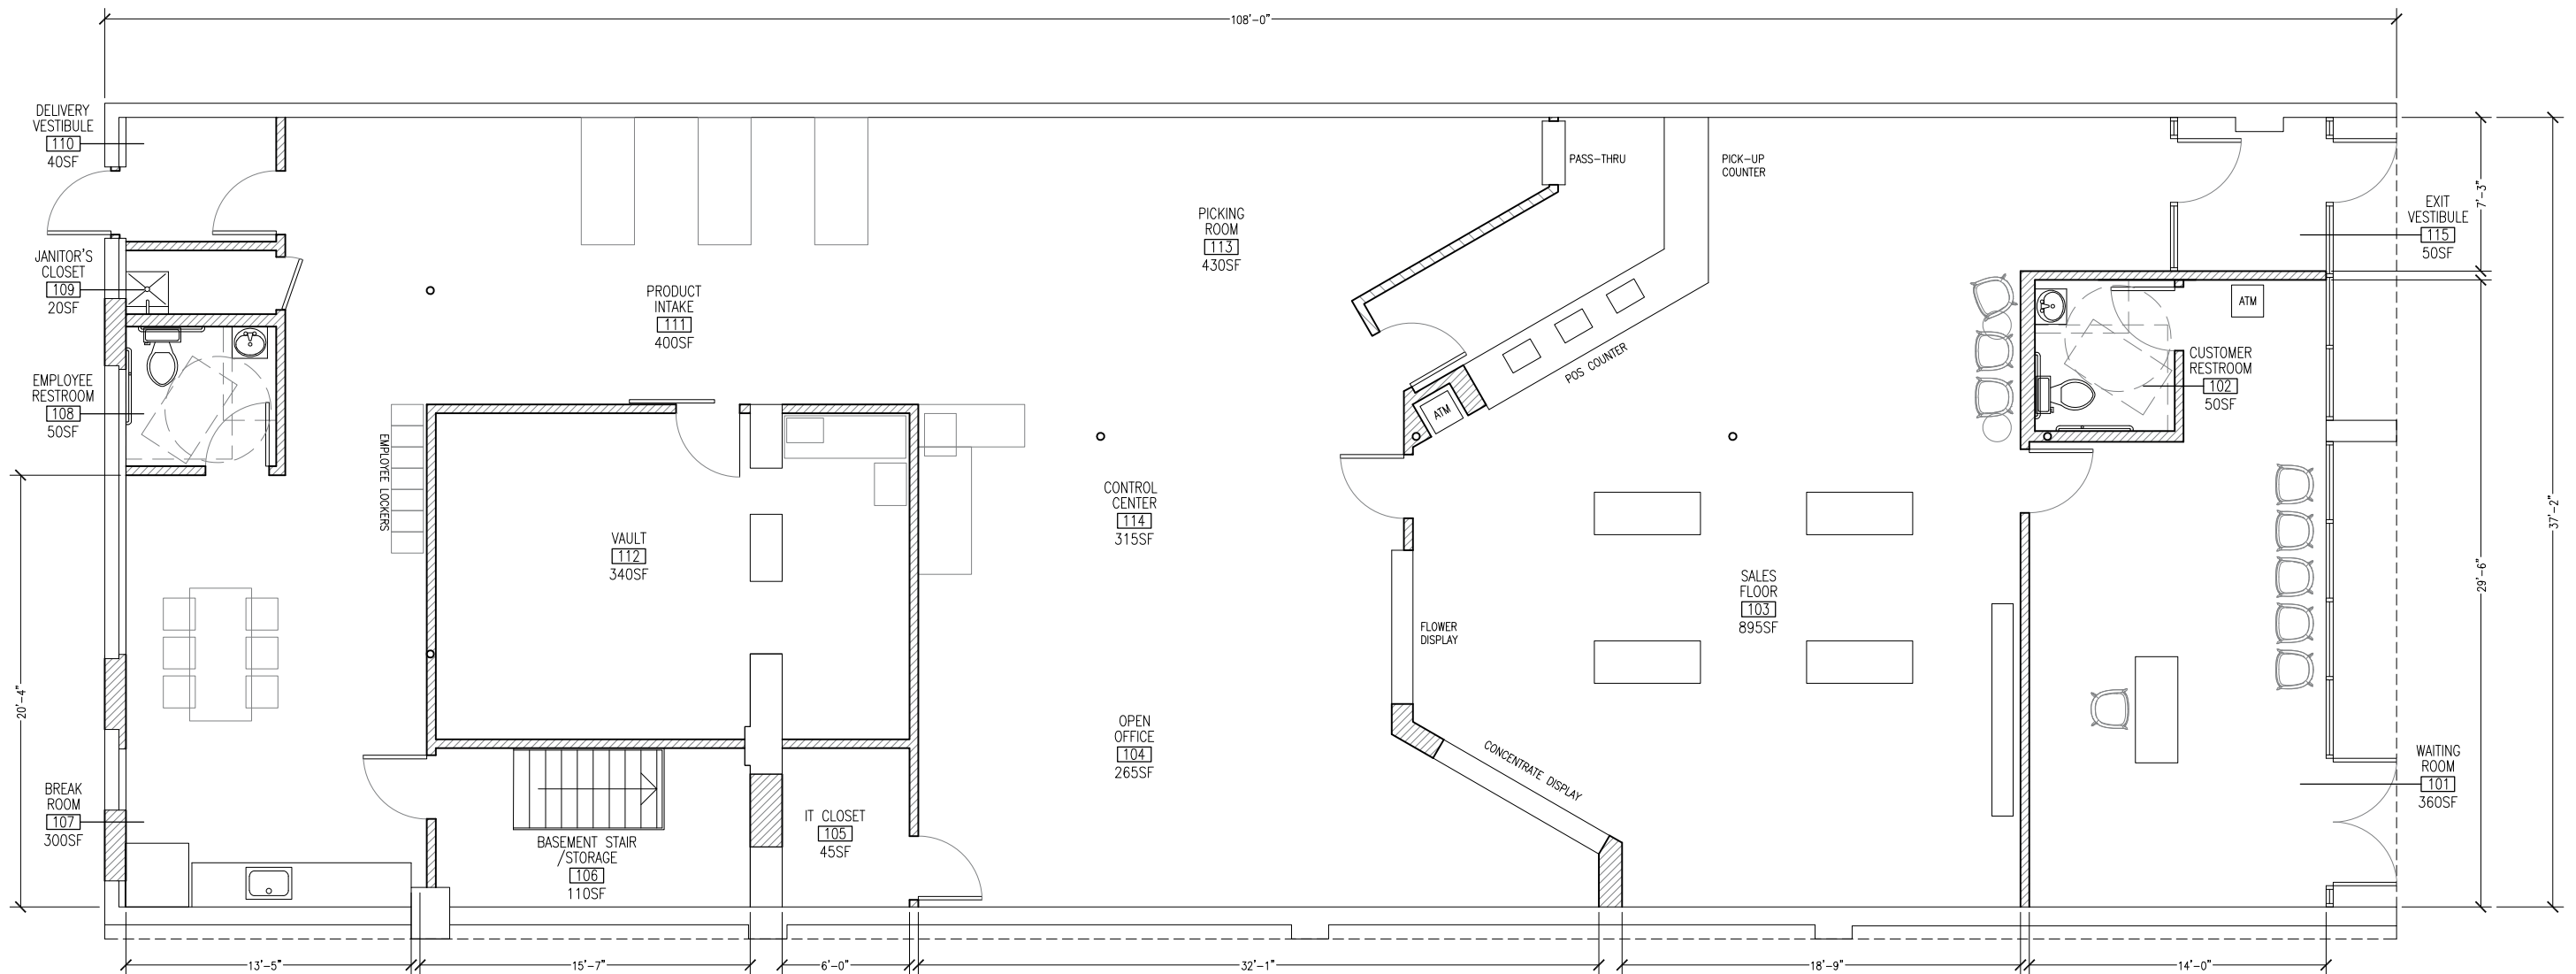 108'-0"
DELIVERY
VESTIBULE
110
40SF
JANITOR'S
CLOSET
109
20SF
EMPLOYEE
RESTROOM
108
50SF
20'-4"
BREAK
ROOM
107
300SF
EMPLOYEE LOCKERS
PRODUCT
INTAKE
111
400SF
VAULT
112
340SF
BASEMENT STAIR
/STORAGE
106
110SF
IT CLOSET
105
45SF
PICKING
ROOM
113
430SF
CONTROL
CENTER
114
315SF
OPEN
OFFICE
104
265SF
PASS-THRU
PICK-UP
COUNTER
POS COUNTER
ATM
FLOWER
DISPLAY
CONCENTRATE DISPLAY
SALES
FLOOR
103
895SF
ATM
CUSTOMER
RESTROOM
102
50SF
EXIT
VESTIBULE
115
50SF
WAITING
ROOM
101
360SF
7'-3"
29'-6"
37'-2"
13'-5"
15'-7"
6'-0"
32'-1"
18'-9"
14'-0"